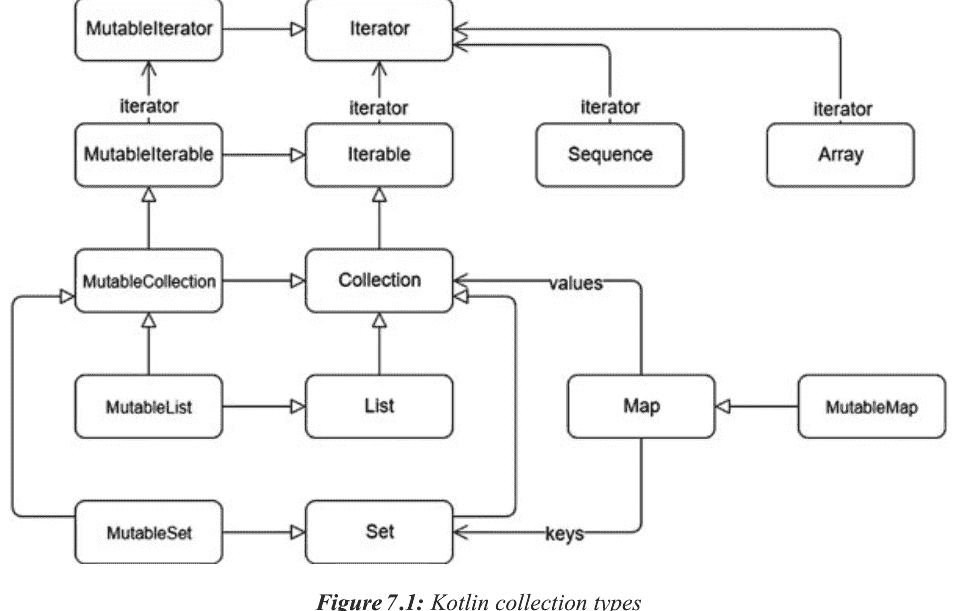 MutableIterator
Iterator
iterator
iterator
iterator
iterator
MutableIterable
Iterable
Sequence
Array
MutableCollection
Collection
values
MutableList
List
Map
MutableMap
MutableSet
Set
keys
Figure 7.1: Kotlin collection types